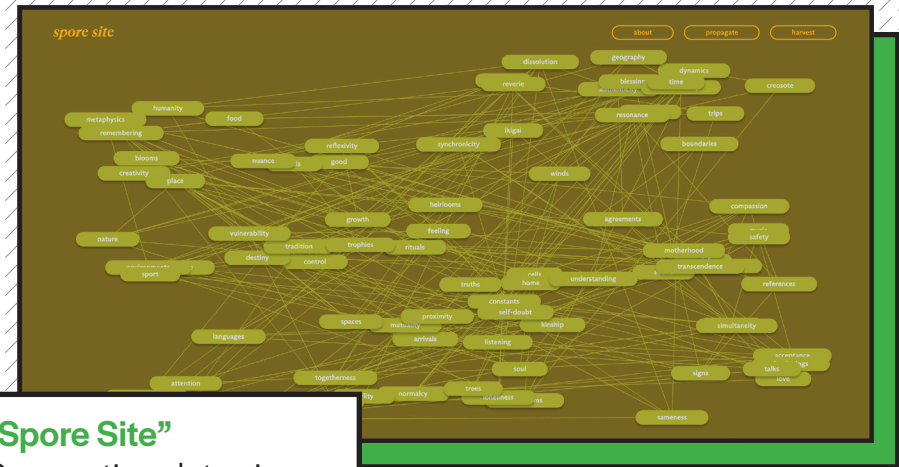 spore site
about
propagate
harvest
dissolution
geography
dynamics
blessing
time
reverie
creosote
humanity
metaphysics
food
remembering
resonance
trips
ikigai
synchronicity
reflexivity
boundaries
blooms
nuance
good
creativity
place
winds
heirlooms
compassion
growth
agreements
feeling
vulnerability
nature
safety
tradition
trophies
rituals
motherhood
destiny
control
transcendence
sport
cells
home
understanding
truths
references
constants
self-doubt
proximity
spaces
kinship
simultaneity
languages
arrivals
listening
acceptance
soul
talks
love
signs
togetherness
attention
trees
normalcy
sameness
Spore Site”